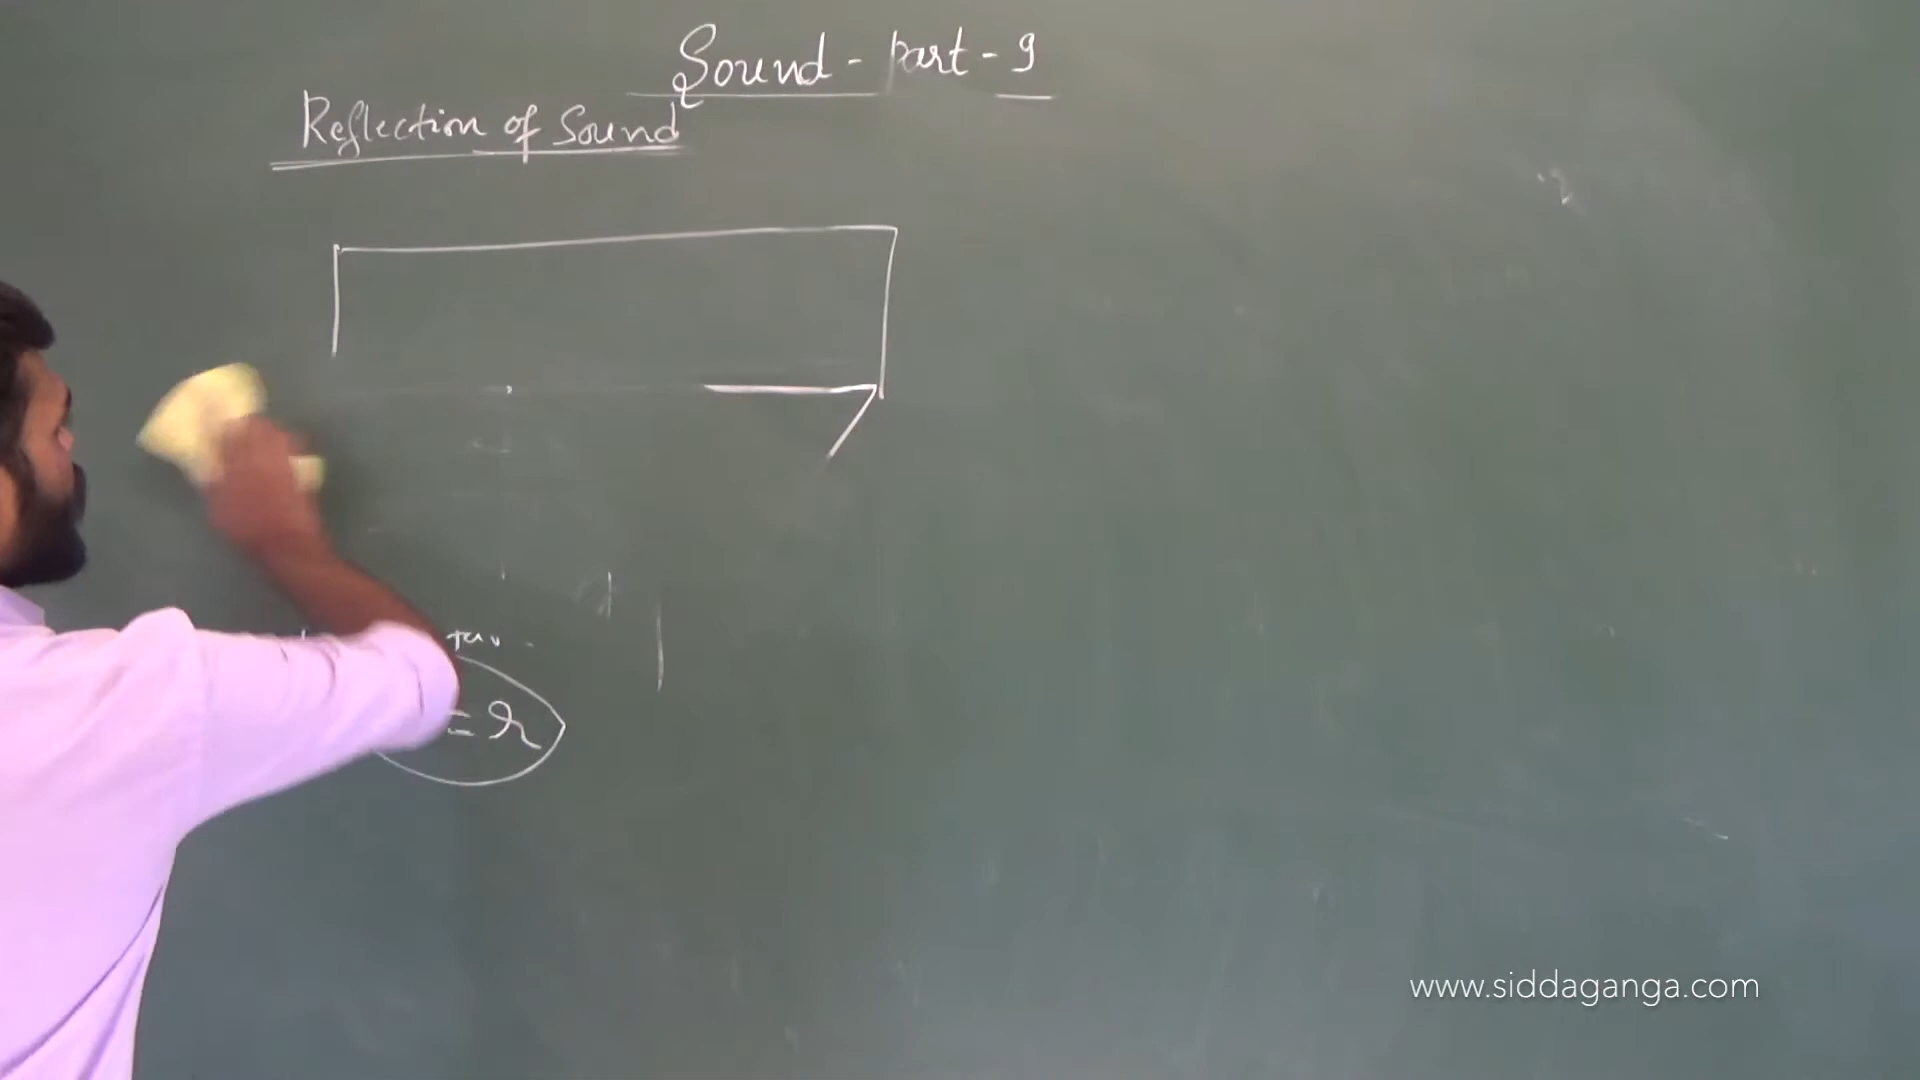 Sound - part - 9
Reflection of Sound
= r
www.siddaganga.com